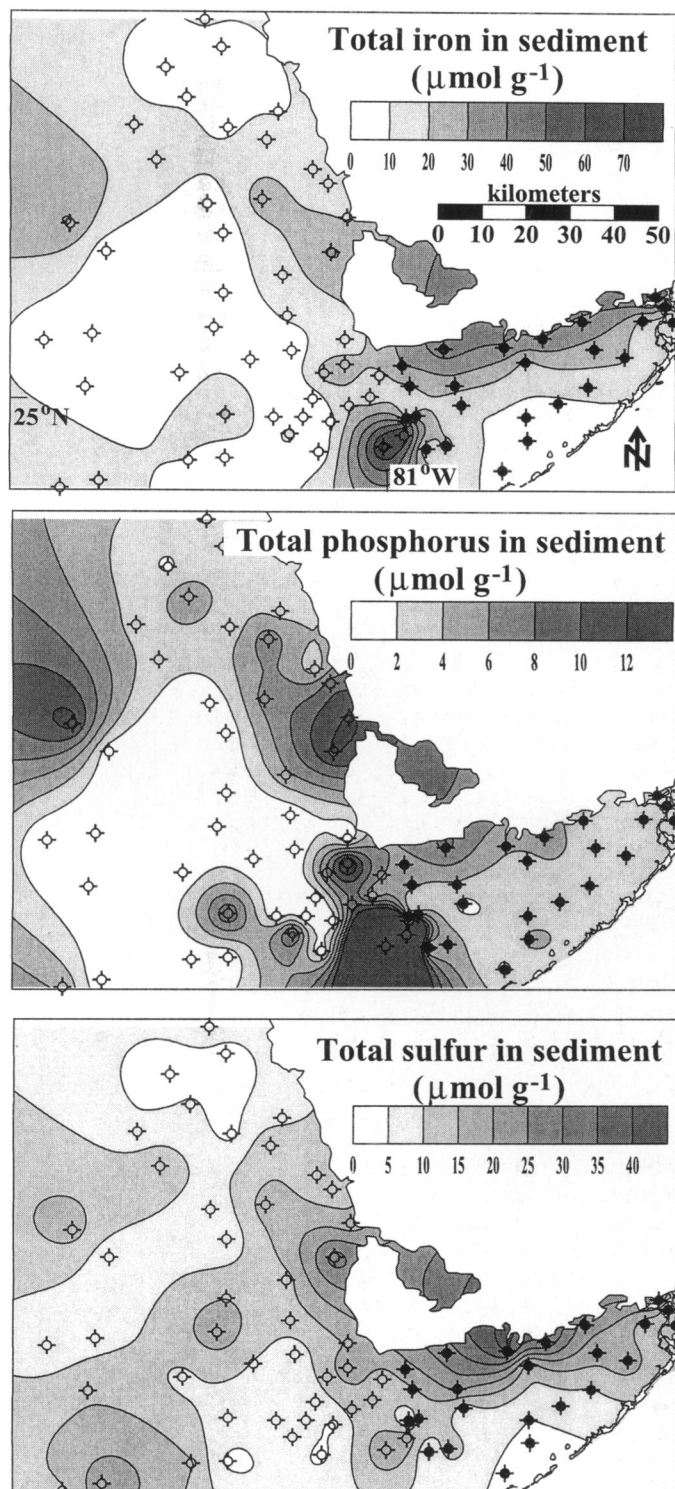 Total iron in sediment
(μmol g-1)
0 10 20 30 40 50 60 70
kilometers
0 10 20 30 40 50
25°N
81°W
N
Total phosphorus in sediment
(μmol g-1)
0 2 4 6 8 10 12
Total sulfur in sediment
(μmol g-1)
0 5 10 15 20 25 35 40